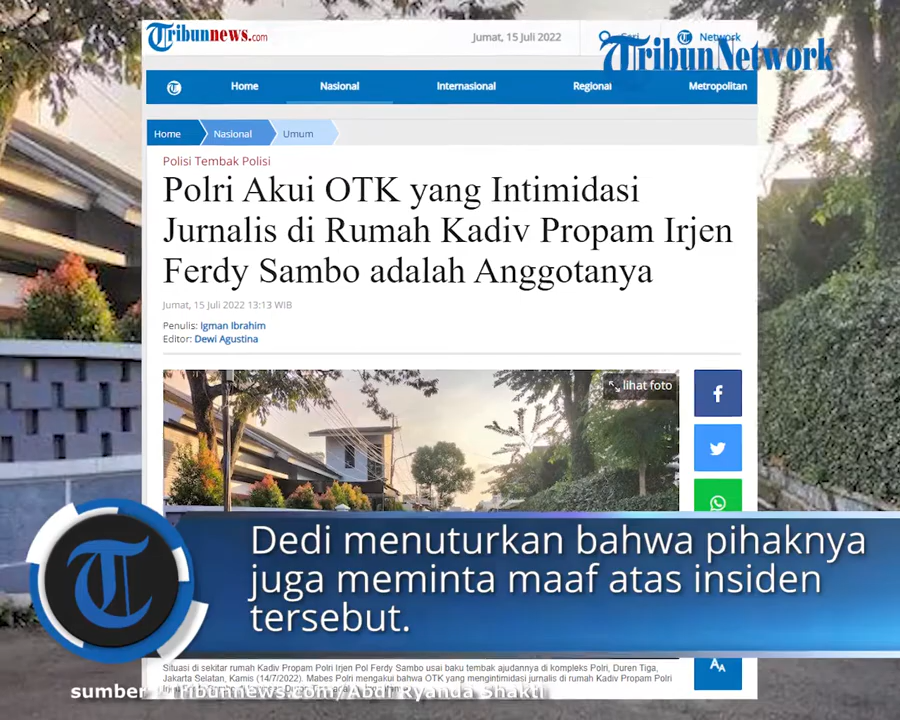 Tribunnews.com
Jumat, 15 Juli 2022
Cari
Network
TribunNetwork
Home
Nasional
Internasional
Regional
Metropolitan
Home
Nasional
Umum
Polisi Tembak Polisi
Polri Akui OTK yang Intimidasi
Jurnalis di Rumah Kadiv Propam Irjen
Ferdy Sambo adalah Anggotanya
Jumat, 15 Juli 2022 13:13 WIB
Penulis: Igman Ibrahim
Editor: Dewi Agustina
lihat foto
Dedi menuturkan bahwa pihaknya
juga meminta maaf atas insiden
tersebut.
Situasi di sekitar rumah Kadiv Propam Polri Irjen Pol Ferdy Sambo usai baku tembak ajudannya di kompleks Polri, Duren Tiga,
Jakarta Selatan, Kamis (14/7/2022). Mabes Polri mengakui bahwa OTK yang mengintimidasi jurnalis di rumah Kadiv Propam Polri
sumber : Tribunnews.com/Abdi Ryanda Shakti